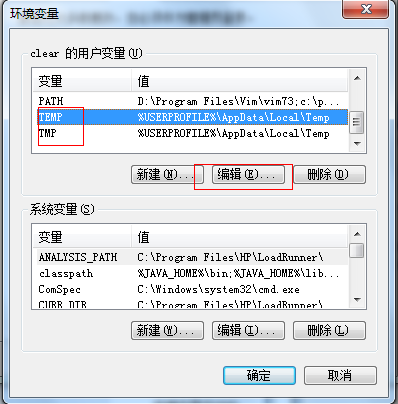 环境变量
clear 的用户变量(U)
变量 值
PATH D:\Program Files\Vim\vim73;c:\p...
TEMP %USERPROFILE%\AppData\Local\Temp
TMP %USERPROFILE%\AppData\Local\Temp
新建(N)... 编辑(E)... 删除(D)
系统变量(S)
变量 值
ANALYSIS_PATH C:\Program Files\HP\LoadRunner\
classpath %JAVA_HOME%\bin;%JAVA_HOME%\lib...
ComSpec C:\Windows\system32\cmd.exe
C:\Program Files\HP\LoadRunner\
新建(W)... 编辑(I)... 删除(L)
确定 取消